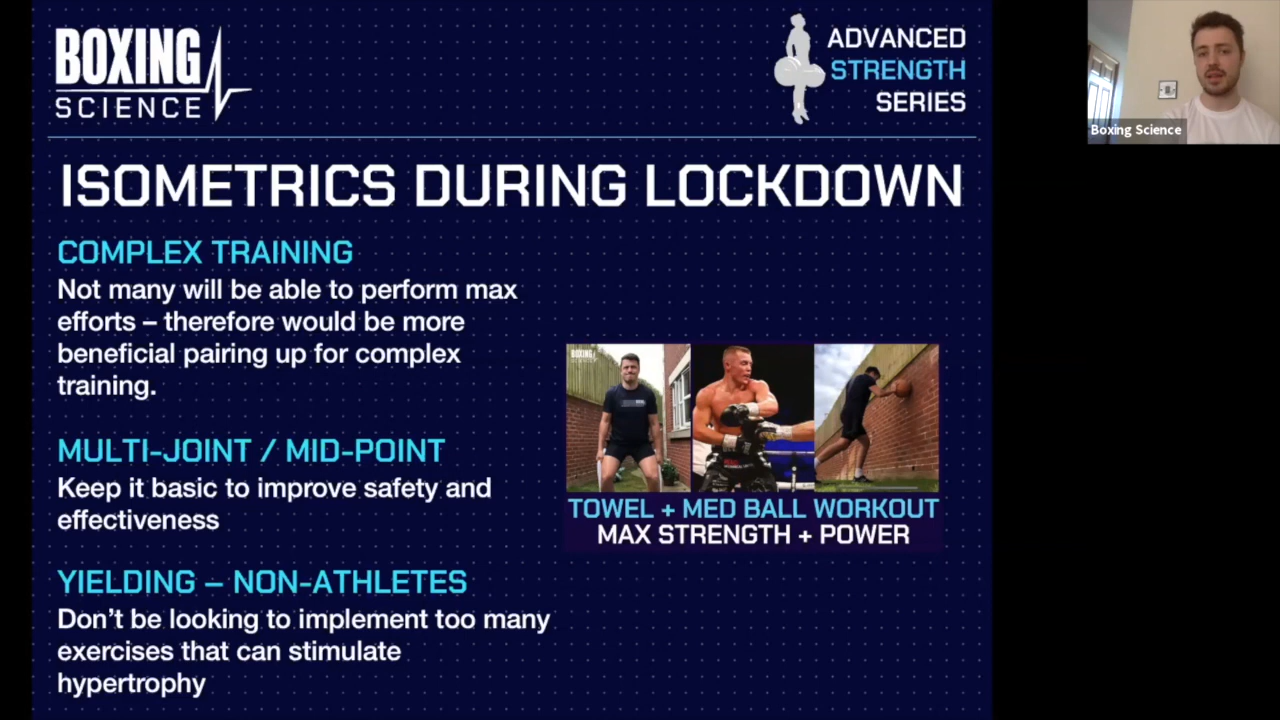 BOXING
SCIENCE
ADVANCED
STRENGTH
SERIES
Boxing Science
ISOMETRICS DURING LOCKDOWN
COMPLEX TRAINING
Not many will be able to perform max
efforts – therefore would be more
beneficial pairing up for complex
training.
MULTI-JOINT / MID-POINT
Keep it basic to improve safety and
effectiveness
YIELDING – NON-ATHLETES
Don’t be looking to implement too many
exercises that can stimulate
hypertrophy
BOXING
SCIENCE
TOWEL + MED BALL WORKOUT
MAX STRENGTH + POWER